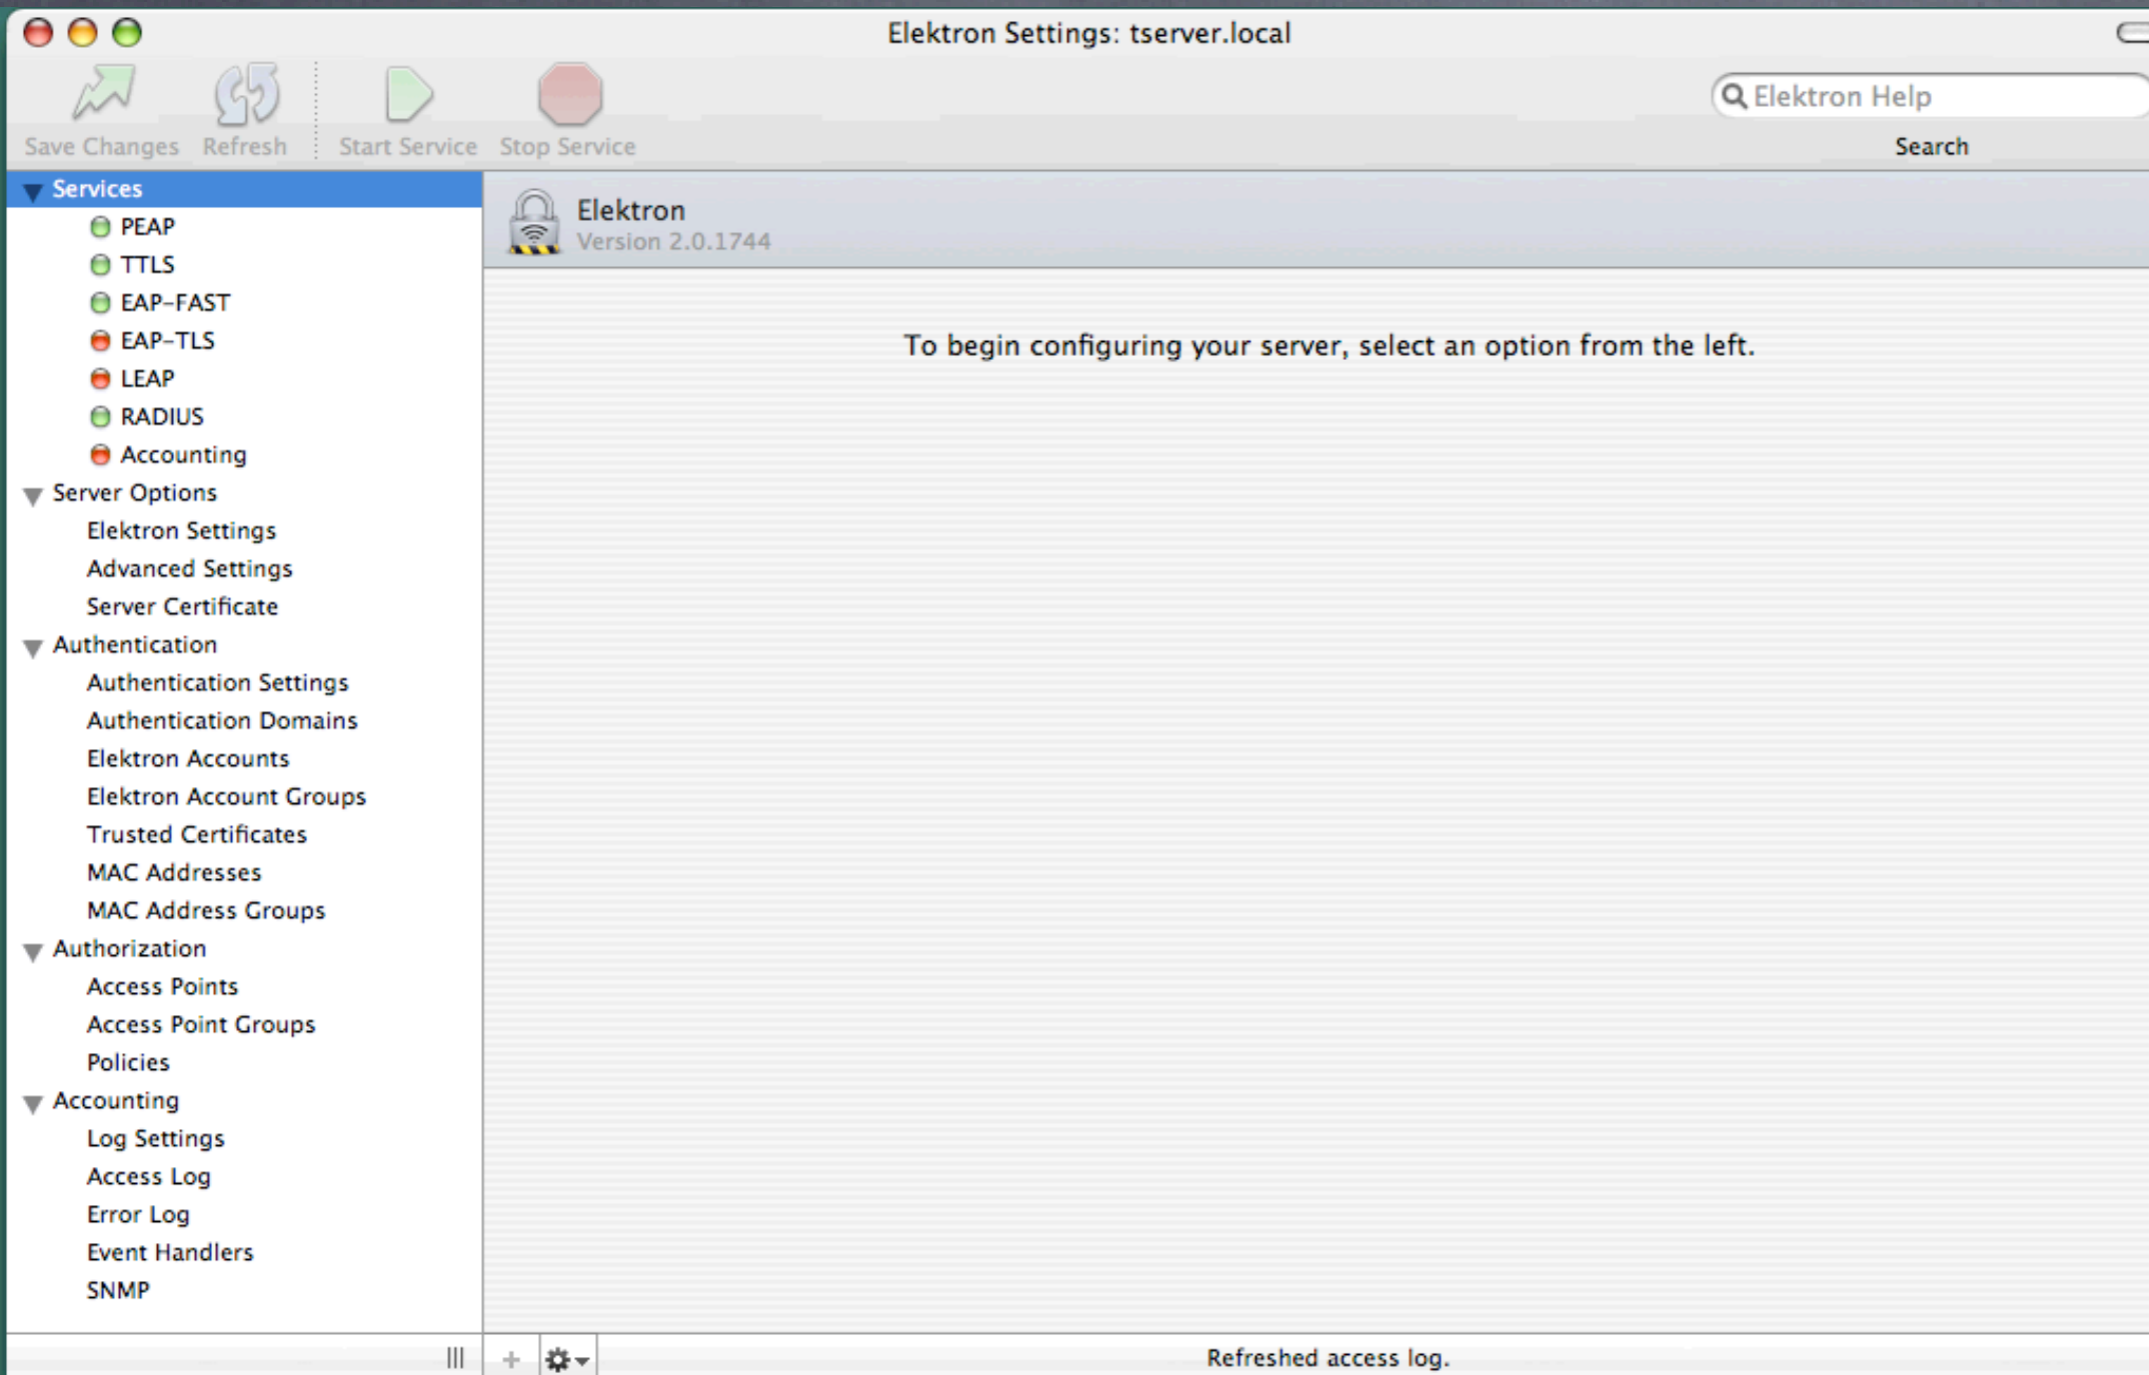 Elektron Settings: tserver.local
Save Changes Refresh Start Service Stop Service
Elektron Help
Search
Services
PEAP
TTLS
EAP-FAST
EAP-TLS
LEAP
RADIUS
Accounting
Server Options
Elektron Settings
Advanced Settings
Server Certificate
Authentication
Authentication Settings
Authentication Domains
Elektron Accounts
Elektron Account Groups
Trusted Certificates
MAC Addresses
MAC Address Groups
Authorization
Access Points
Access Point Groups
Policies
Accounting
Log Settings
Access Log
Error Log
Event Handlers
SNMP
Elektron
Version 2.0.1744
To begin configuring your server, select an option from the left.
Refreshed access log.